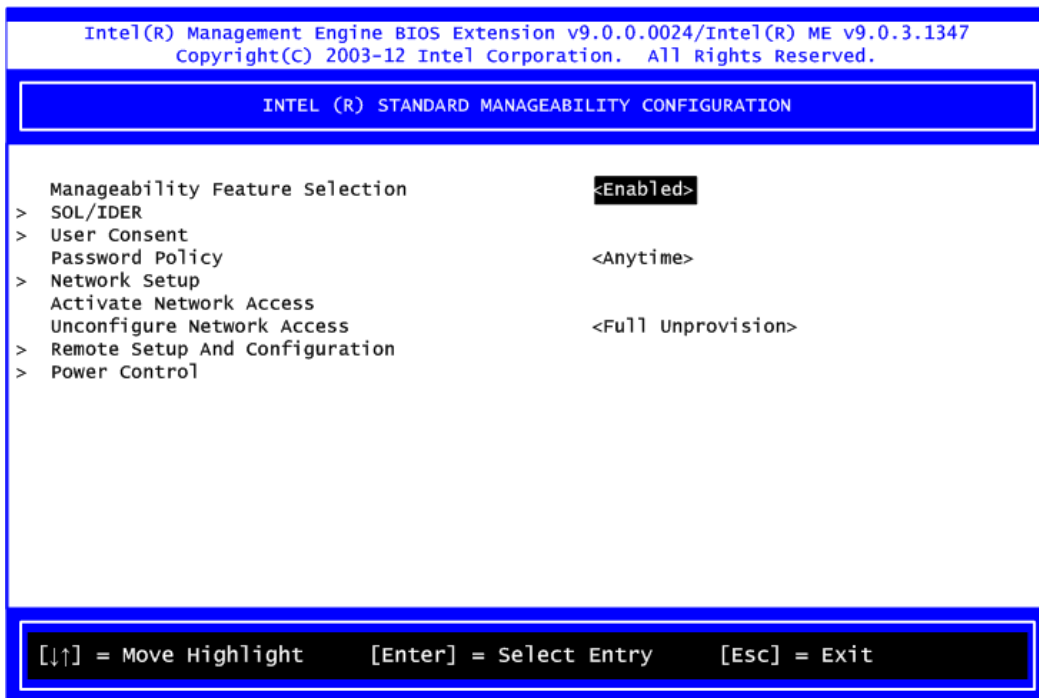 Intel(R) Management Engine BIOS Extension v9.0.0.0024/Intel(R) ME v9.0.3.1347
Copyright(C) 2003-12 Intel Corporation. All Rights Reserved.
INTEL (R) STANDARD MANAGEABILITY CONFIGURATION
Manageability Feature Selection <Enabled>
> SOL/IDER
> User Consent
Password Policy <Anytime>
> Network Setup
Activate Network Access
Unconfigure Network Access <Full Unprovision>
> Remote Setup And Configuration
> Power Control
[↓↑] = Move Highlight [Enter] = Select Entry [Esc] = Exit